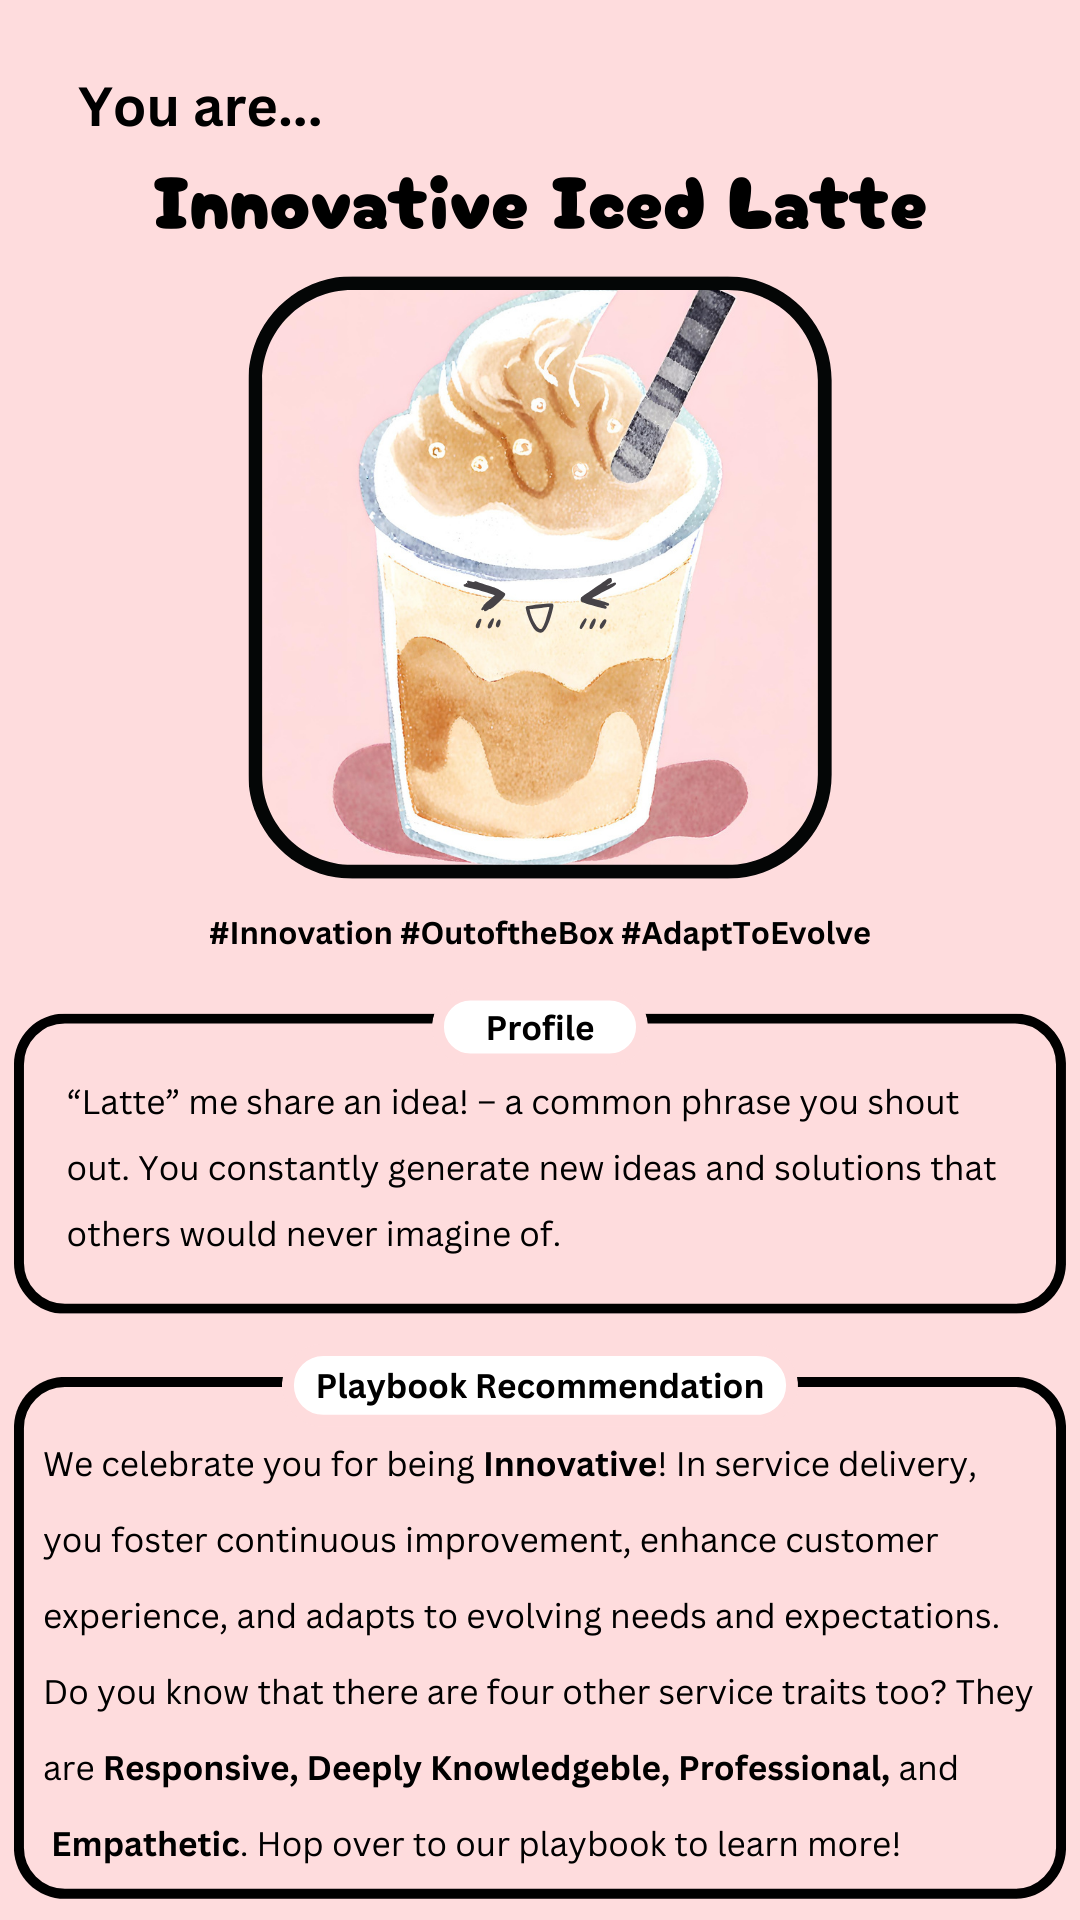 You are...
Innovative Iced Latte
#Innovation #OutoftheBox #AdaptToEvolve
Profile
“Latte” me share an idea! – a common phrase you shout
out. You constantly generate new ideas and solutions that
others would never imagine of.
Playbook Recommendation
We celebrate you for being Innovative! In service delivery,
you foster continuous improvement, enhance customer
experience, and adapts to evolving needs and expectations.
Do you know that there are four other service traits too? They
are Responsive, Deeply Knowledgeble, Professional, and
Empathetic. Hop over to our playbook to learn more!